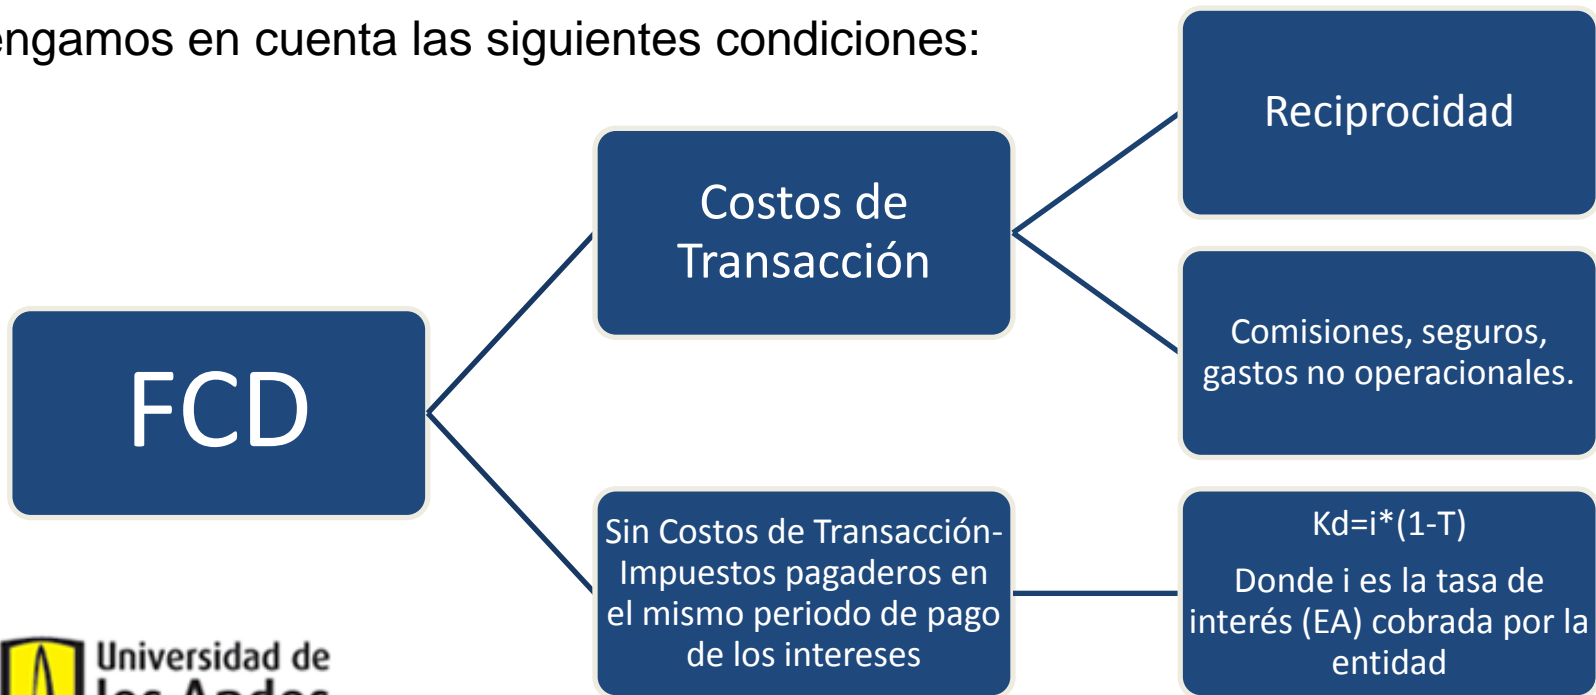 engamos en cuenta las siguientes condiciones:
Reciprocidad
Costos de
Transacción
Comisiones, seguros,
gastos no operacionales.
FCD
Sin Costos de Transacción-
Impuestos pagaderos en
el mismo periodo de pago
de los intereses
Kd=i*(1-T)
Donde i es la tasa de
interés (EA) cobrada por la
entidad
Universidad de
los Andes